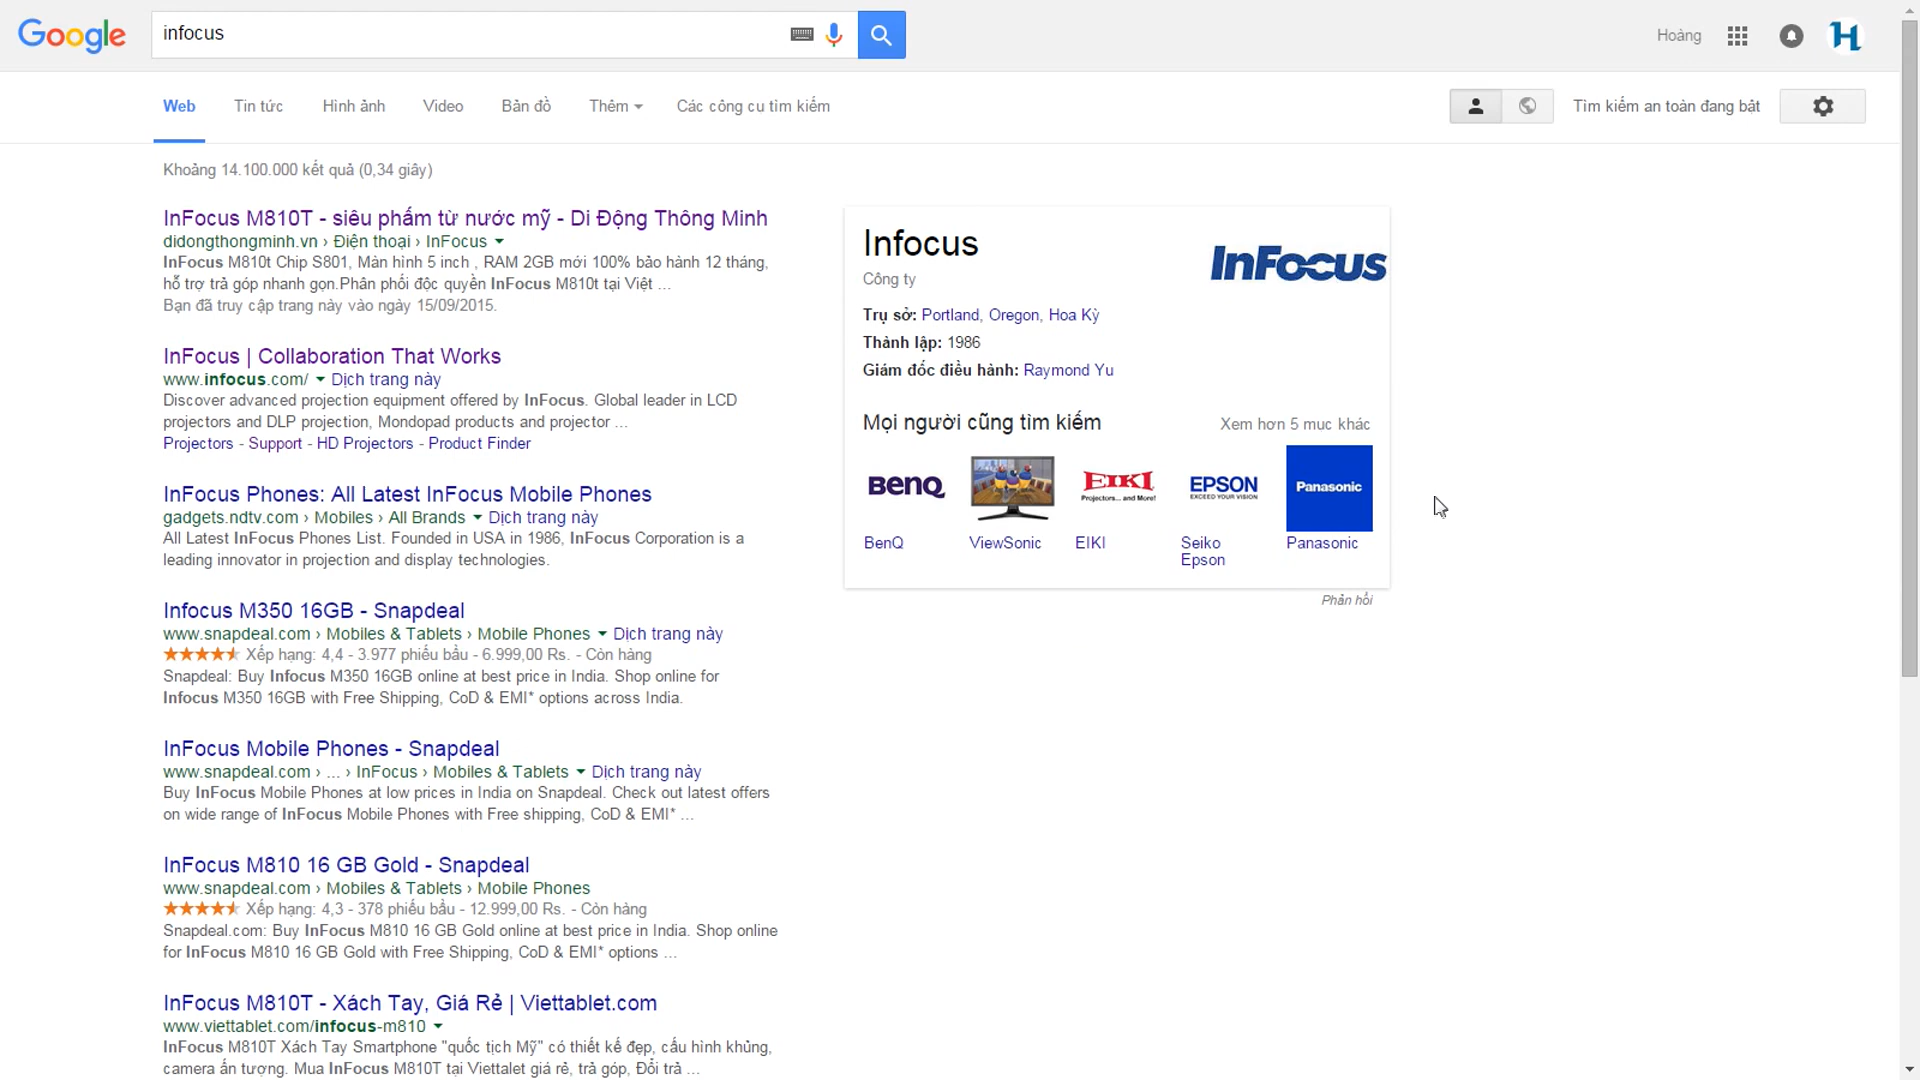 Google
infocus
Hoàng
H
Web
Tin tức
Hình ảnh
Video
Bản đồ
Thêm
Các công cụ tìm kiếm
Tìm kiếm an toàn đang bật
Khoảng 14.100.000 kết quả (0,34 giây)
InFocus M810T - siêu phẩm từ nước mỹ - Di Động Thông Minh
didongthongminh.vn › Điện thoại › InFocus
InFocus M810t Chip S801, Màn hình 5 inch , RAM 2GB mới 100% bảo hành 12 tháng,
hỗ trợ trả góp nhanh gọn.Phân phối độc quyền InFocus M810t tại Việt ...
Bạn đã truy cập trang này vào ngày 15/09/2015.
InFocus | Collaboration That Works
www.infocus.com/ Dịch trang này
Discover advanced projection equipment offered by InFocus. Global leader in LCD
projectors and DLP projection, Mondopad products and projector ...
Projectors - Support - HD Projectors - Product Finder
InFocus Phones: All Latest InFocus Mobile Phones
gadgets.ndtv.com › Mobiles › All Brands Dịch trang này
All Latest InFocus Phones List. Founded in USA in 1986, InFocus Corporation is a
leading innovator in projection and display technologies.
Infocus M350 16GB - Snapdeal
www.snapdeal.com › Mobiles & Tablets › Mobile Phones Dịch trang này
Xếp hạng: 4,4 - 3.977 phiếu bầu - 6.999,00 Rs. - Còn hàng
Snapdeal: Buy Infocus M350 16GB online at best price in India. Shop online for
Infocus M350 16GB with Free Shipping, CoD & EMI* options across India.
InFocus Mobile Phones - Snapdeal
www.snapdeal.com › ... › InFocus › Mobiles & Tablets Dịch trang này
Buy InFocus Mobile Phones at low prices in India on Snapdeal. Check out latest offers
on wide range of InFocus Mobile Phones with Free shipping, CoD & EMI* ...
InFocus M810 16 GB Gold - Snapdeal
www.snapdeal.com › Mobiles & Tablets › Mobile Phones
Xếp hạng: 4,3 - 378 phiếu bầu - 12.999,00 Rs. - Còn hàng
Snapdeal.com: Buy InFocus M810 16 GB Gold online at best price in India. Shop online
for InFocus M810 16 GB Gold with Free Shipping, CoD & EMI* options ...
InFocus M810T - Xách Tay, Giá Rẻ | Viettablet.com
www.viettablet.com/infocus-m810
InFocus M810T Xách Tay Smartphone "quốc tịch Mỹ" có thiết kế đẹp, cấu hình khủng,
camera ấn tượng. Mua InFocus M810T tại Viettalet giá rẻ, trả góp, Đổi trả ...
Infocus
Công ty
InFocus
Trụ sở: Portland, Oregon, Hoa Kỳ
Thành lập: 1986
Giám đốc điều hành: Raymond Yu
Mọi người cũng tìm kiếm
Xem hơn 5 mục khác
BenQ
EIKI
Projectors... and More!
EPSON
EXCEED YOUR VISION
Panasonic
BenQ
ViewSonic
EIKI
Seiko
Epson
Panasonic
Phản hồi